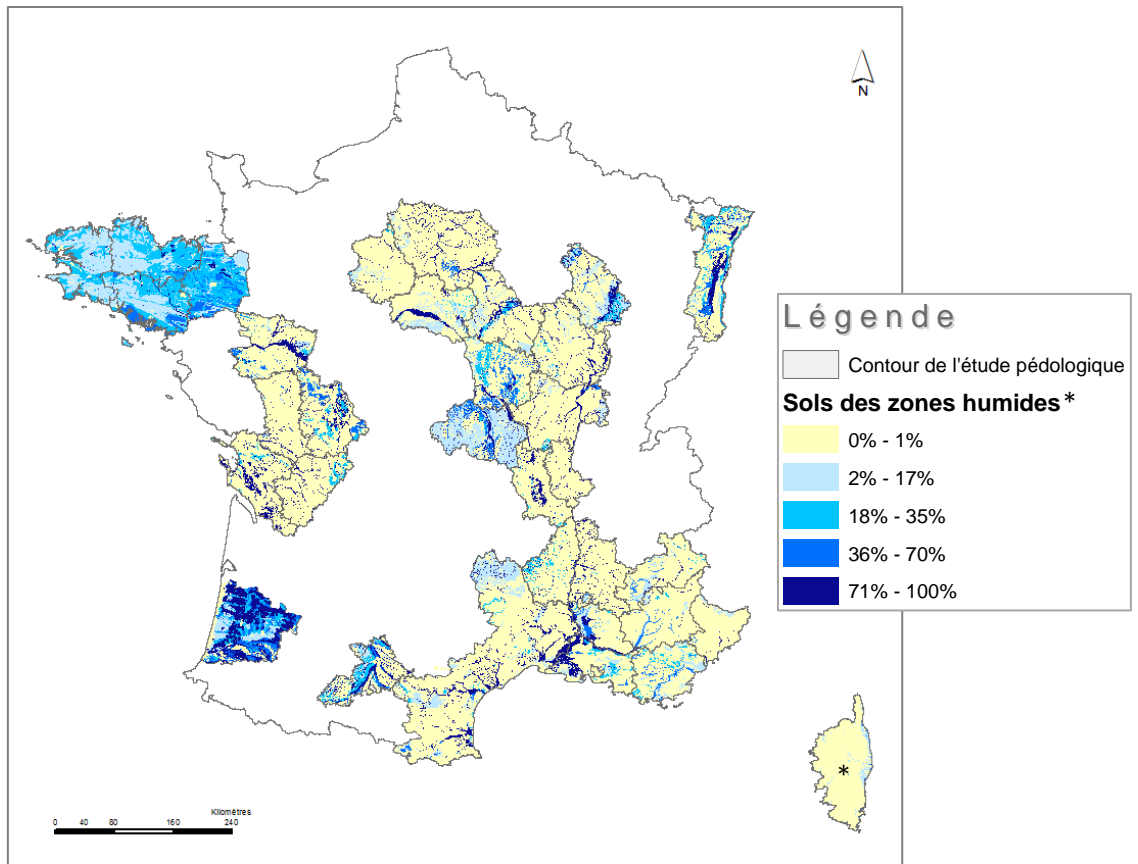 N
Légende
Contour de l'étude pédologique
Sols des zones humides *
0% - 1%
2% - 17%
18% - 35%
36% - 70%
71% - 100%
*
Kilomètres
0 40 80 160 240